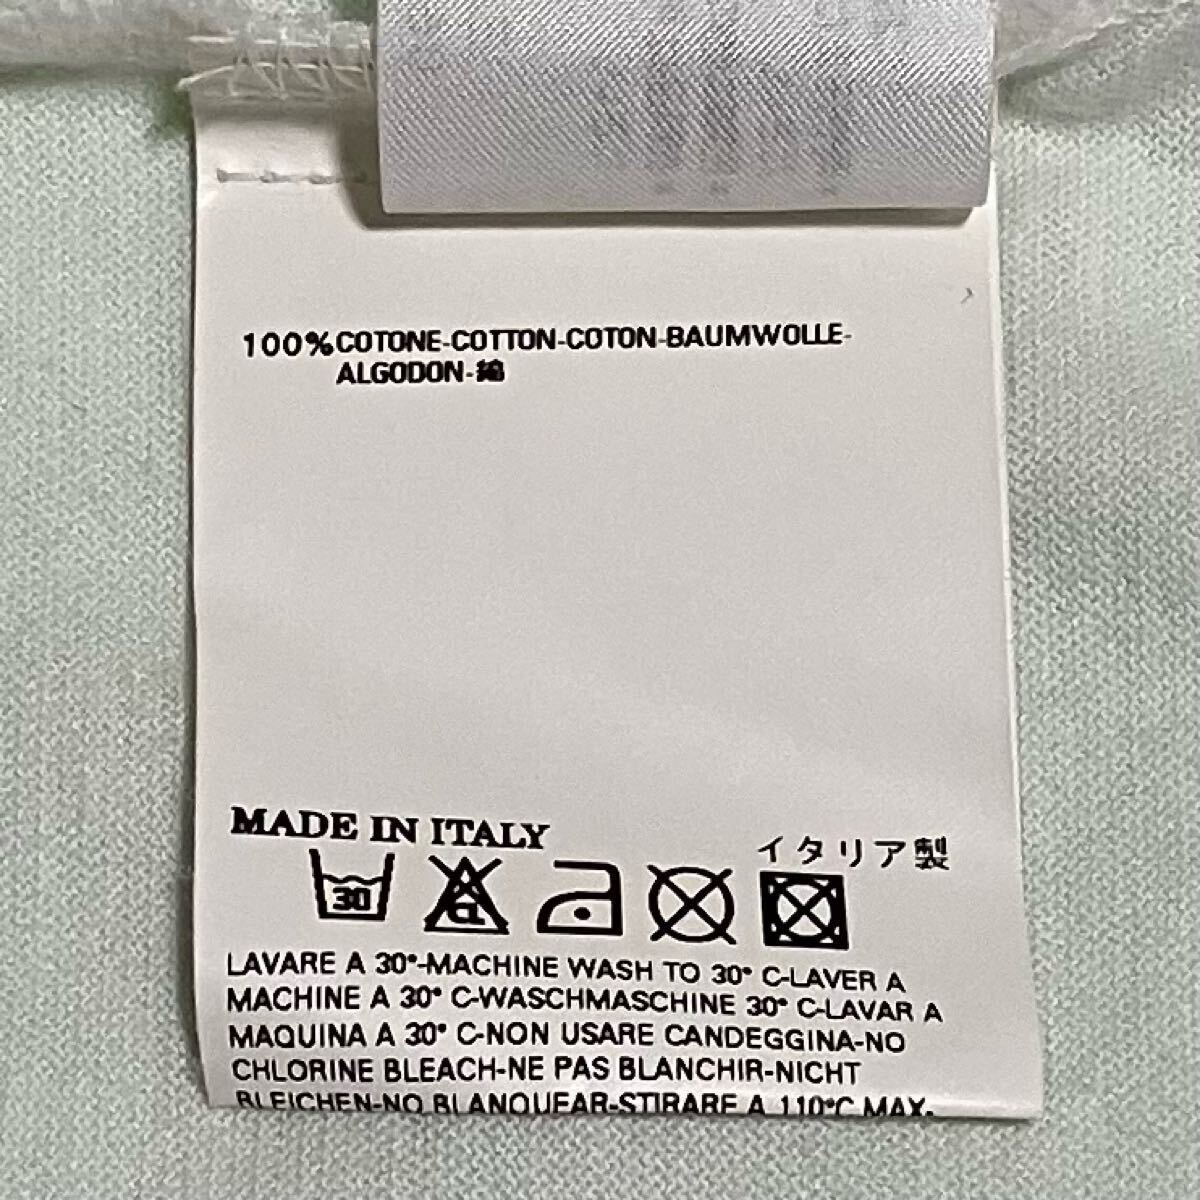 100%COTONE-COTTON-COTON-BAUMWOLLE-
ALGODON-綿
MADE IN ITALY
イタリア製
30 cl
LAVARE A 30°-MACHINE WASH TO 30° C-LAVER A
MACHINE A 30° C-WASCHMASCHINE 30° C-LAVAR A
MAQUINA A 30° C-NON USARE CANDEGGINA-NO
CHLORINE BLEACH-NE PAS BLANCHIR-NICHT
BLEICHEN-NO BLANQUEAR-STIRARE A 110°C MAX.